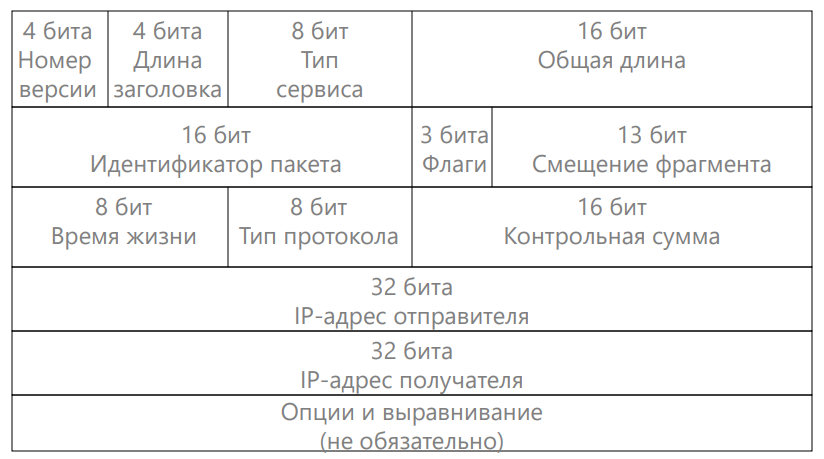 4 бита
Номер
версии
4 бита
Длина
заголовка
8 бит
Тип
сервиса
16 бит
Общая длина
16 бит
Идентификатор пакета
3 бита
Флаги
13 бит
Смещение фрагмента
8 бит
Время жизни
8 бит
Тип протокола
16 бит
Контрольная сумма
32 бита
IP-адрес отправителя
32 бита
IP-адрес получателя
Опции и выравнивание
(не обязательно)